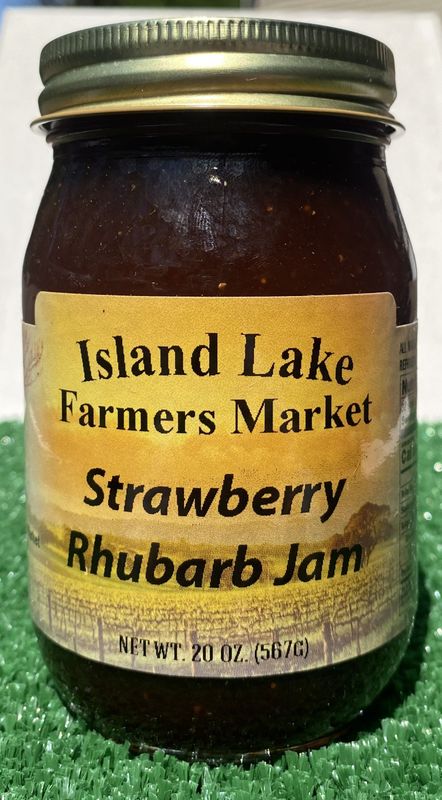 Island Lake
Farmers Market
Strawberry
Rhubarb Jam
NET WT. 20 OZ. (567G)